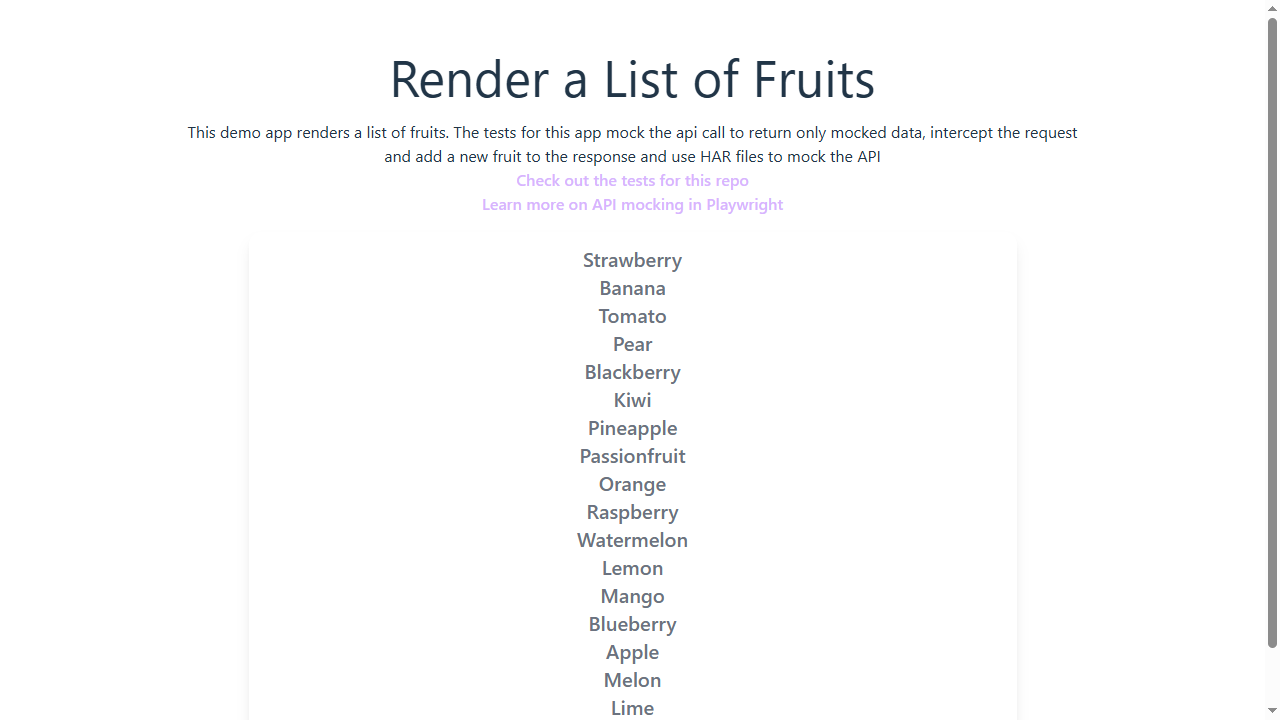 Render a List of Fruits
This demo app renders a list of fruits. The tests for this app mock the api call to return only mocked data, intercept the request
and add a new fruit to the response and use HAR files to mock the API
Check out the tests for this repo
Learn more on API mocking in Playwright
Strawberry
Banana
Tomato
Pear
Blackberry
Kiwi
Pineapple
Passionfruit
Orange
Raspberry
Watermelon
Lemon
Mango
Blueberry
Apple
Melon
Lime